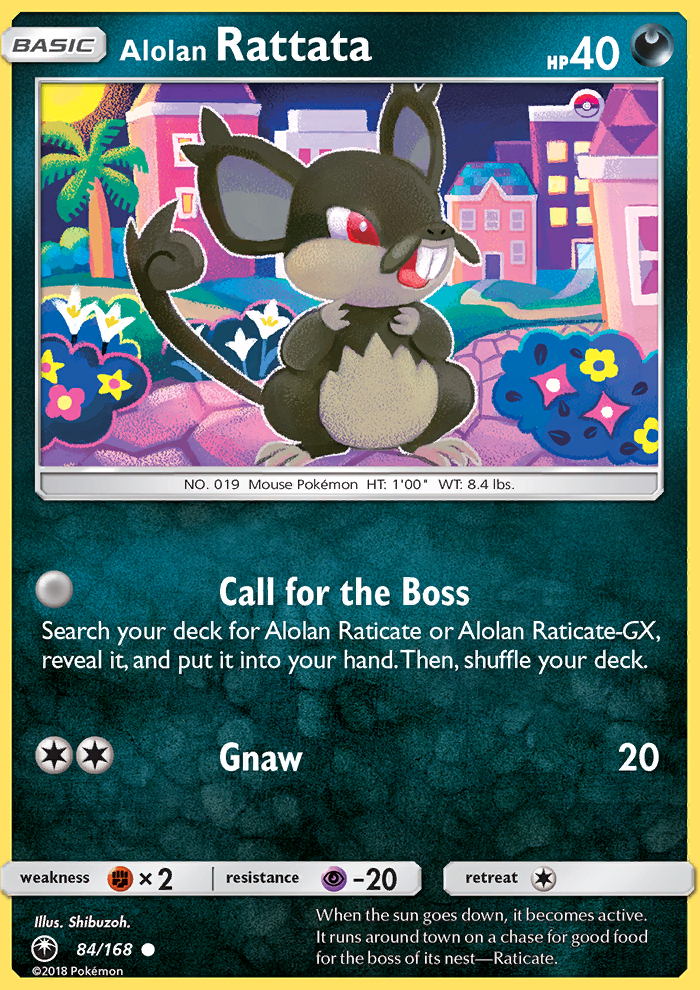 BASIC Alolan Rattata HP40
NO. 019 Mouse Pokémon HT: 1'00" WT: 8.4 lbs.
Call for the Boss
Search your deck for Alolan Raticate or Alolan Raticate-GX,
reveal it, and put it into your hand. Then, shuffle your deck.
Gnaw 20
weakness ×2 resistance -20 retreat
Illus. Shibuzoh.
84/168
©2018 Pokémon
When the sun goes down, it becomes active.
It runs around town on a chase for good food
for the boss of its nest—Raticate.